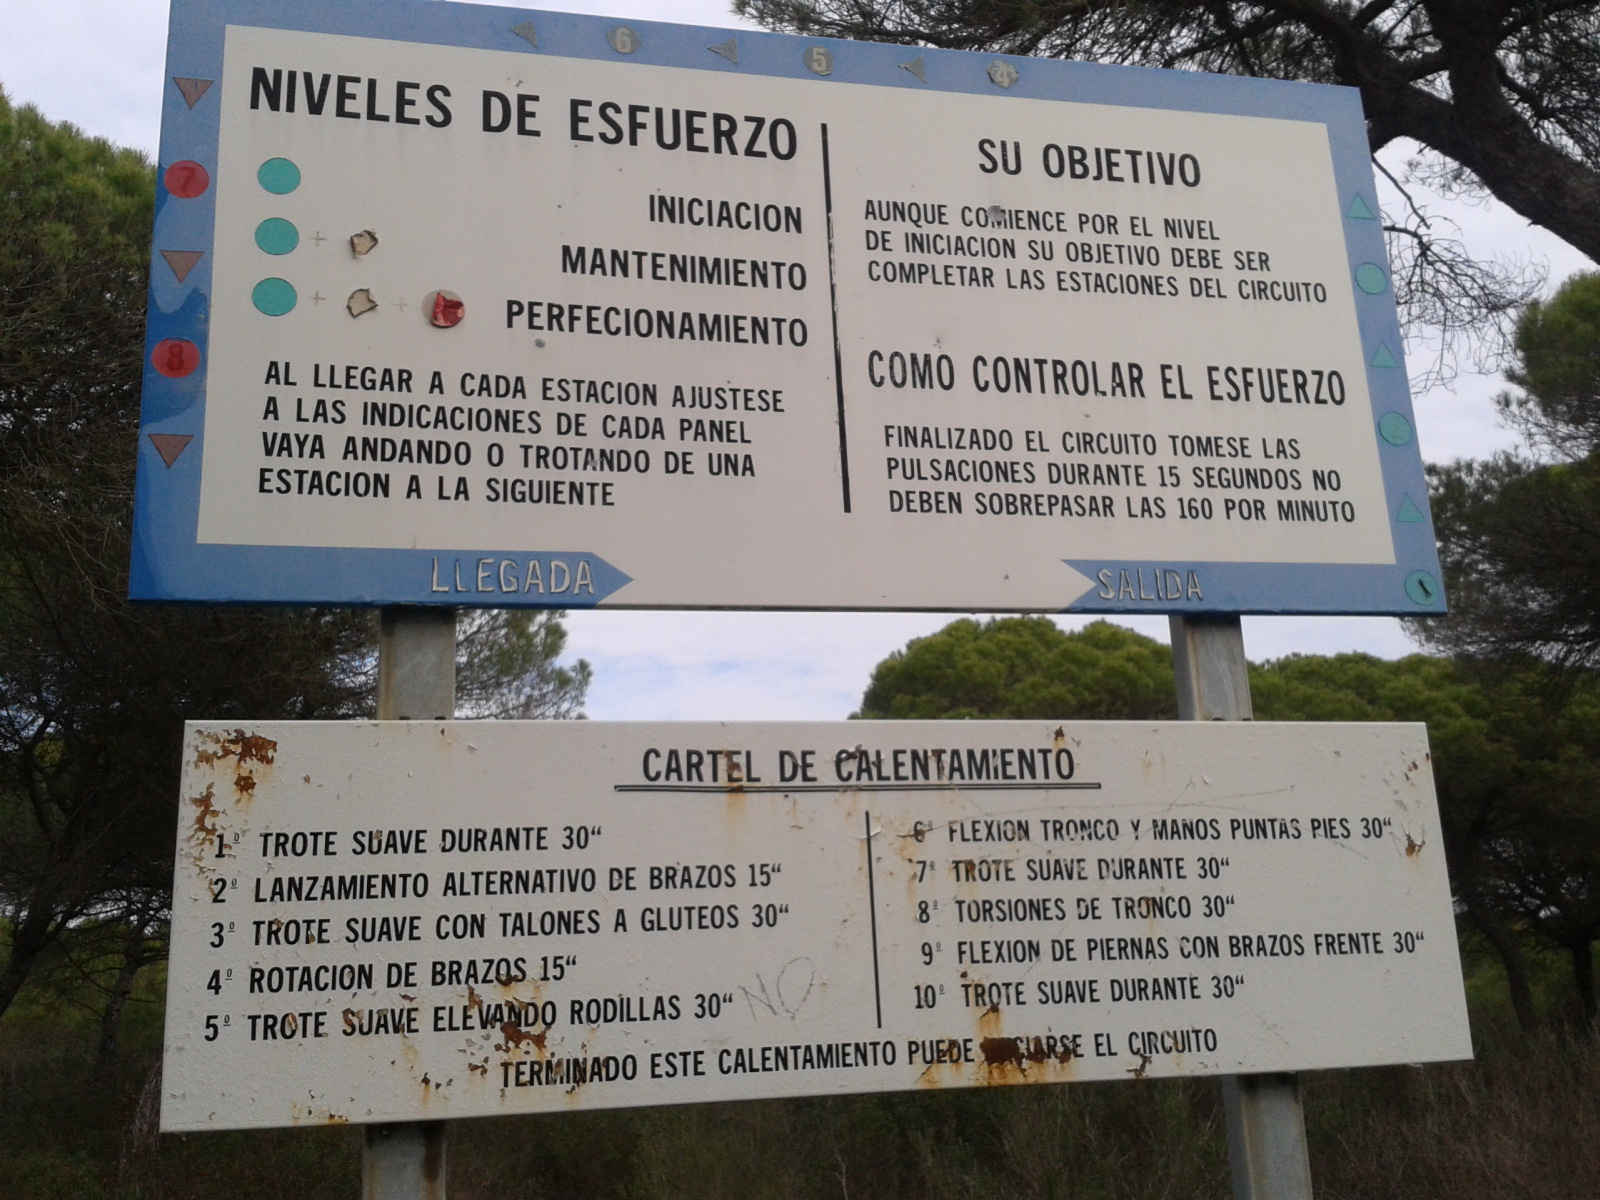 6
5
4
7
8
NIVELES DE ESFUERZO
INICIACION
+ MANTENIMIENTO
+ + PERFECIONAMIENTO
AL LLEGAR A CADA ESTACION AJUSTESE
A LAS INDICACIONES DE CADA PANEL
VAYA ANDANDO O TROTANDO DE UNA
ESTACION A LA SIGUIENTE
SU OBJETIVO
AUNQUE COMIENCE POR EL NIVEL
DE INICIACION SU OBJETIVO DEBE SER
COMPLETAR LAS ESTACIONES DEL CIRCUITO
COMO CONTROLAR EL ESFUERZO
FINALIZADO EL CIRCUITO TOMESE LAS
PULSACIONES DURANTE 15 SEGUNDOS NO
DEBEN SOBREPASAR LAS 160 POR MINUTO
LLEGADA
SALIDA
1
CARTEL DE CALENTAMIENTO
1º TROTE SUAVE DURANTE 30“
2º LANZAMIENTO ALTERNATIVO DE BRAZOS 15“
3º TROTE SUAVE CON TALONES A GLUTEOS 30“
4º ROTACION DE BRAZOS 15“
5º TROTE SUAVE ELEVANDO RODILLAS 30“
NO
6º FLEXION TRONCO Y MANOS PUNTAS PIES 30“
7º TROTE SUAVE DURANTE 30“
8º TORSIONES DE TRONCO 30“
9º FLEXION DE PIERNAS CON BRAZOS FRENTE 30“
10º TROTE SUAVE DURANTE 30“
TERMINADO ESTE CALENTAMIENTO PUEDE INICIARSE EL CIRCUITO